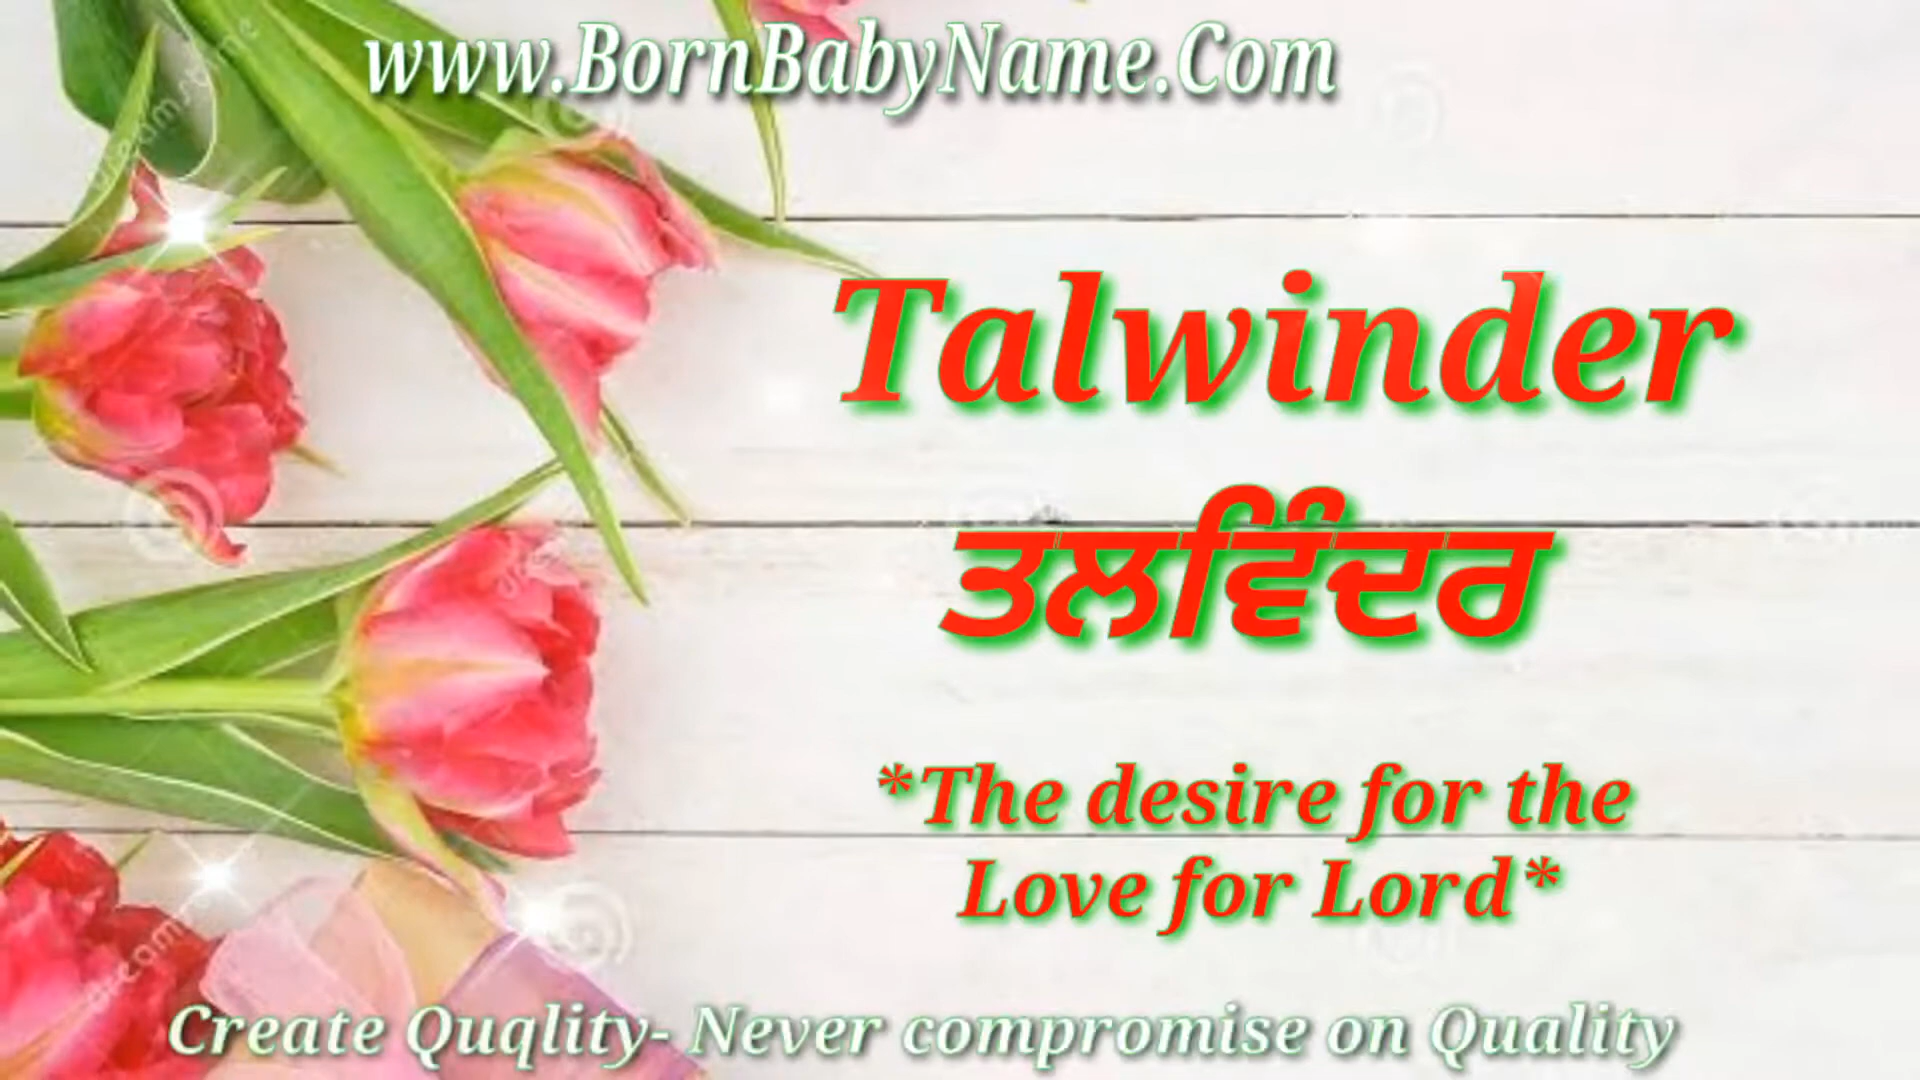 www.BornBabyName.Com
Talwinder
ਤਲਵਿੰਦਰ
*The desire for the
Love for Lord*
Create Quqlity- Never compromise on Quality